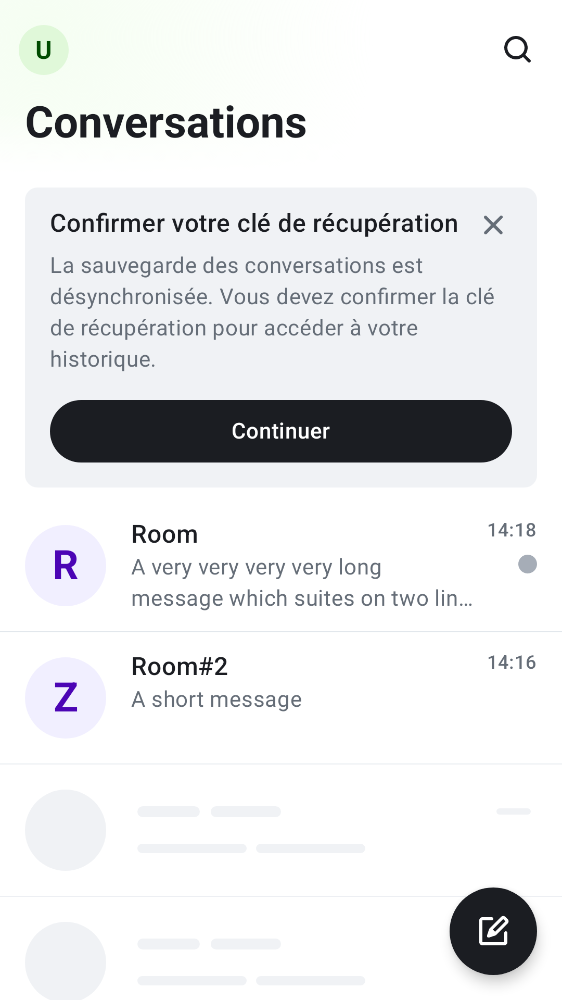 U
Conversations
Confirmer votre clé de récupération
La sauvegarde des conversations est
désynchronisée. Vous devez confirmer la clé
de récupération pour accéder à votre
historique.
Continuer
R
Room
14:18
A very very very very long
message which suites on two lin…
Z
Room#2
14:16
A short message